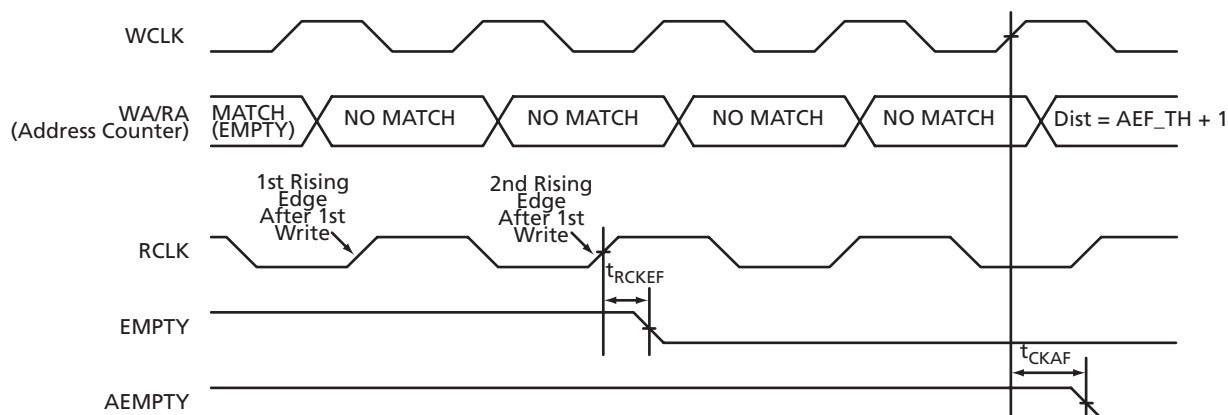 WCLK
WA/RA
(Address Counter)
MATCH
(EMPTY)
NO MATCH
NO MATCH
NO MATCH
NO MATCH
Dist = AEF_TH + 1
1st Rising
Edge
After 1st
Write
2nd Rising
Edge
After 1st
Write
RCLK
tRCKEF
EMPTY
tCKAF
AEMPTY